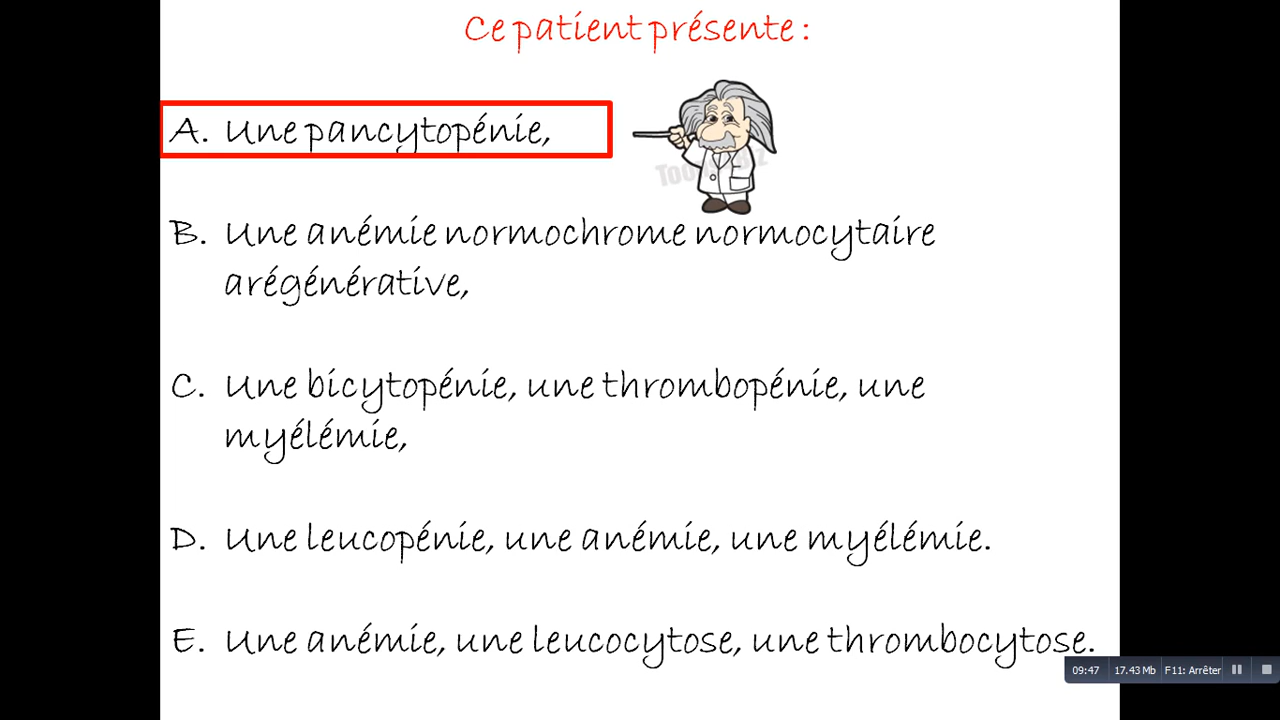 Ce patient présente :
A. Une pancytopénie,
B. Une anémie normochrome normocytaire
arégénérative,
C. Une bicytopénie, une thrombopénie, une
myélémie,
D. Une leucopénie, une anémie, une myélémie.
E. Une anémie, une leucocytose, une thrombocytose.
09:47 17.43 Mb F11: Arrêter